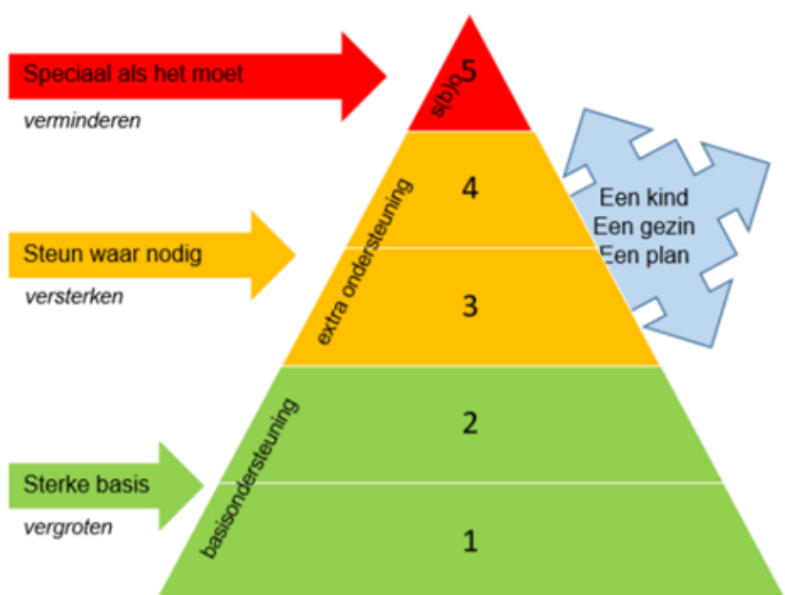 Speciaal als het moet
verminderen
5
s(b)o
4
Een kind
Een gezin
Een plan
extra ondersteuning
Steun waar nodig
versterken
3
2
basisondersteuning
Sterke basis
vergroten
1